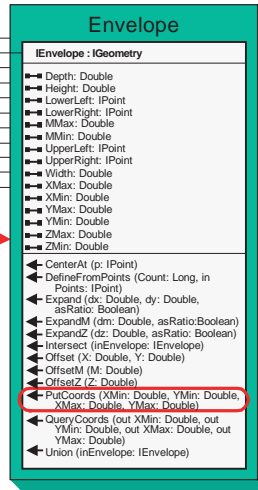 Envelope
IEnvelope : IGeometry
Depth: Double
Height: Double
LowerLeft: IPoint
LowerRight: IPoint
MMax: Double
MMin: Double
UpperLeft: IPoint
UpperRight: IPoint
Width: Double
XMax: Double
XMin: Double
YMax: Double
YMin: Double
ZMax: Double
ZMin: Double
CenterAt (p: IPoint)
DefineFromPoints (Count: Long, in
Points: IPoint)
Expand (dx: Double, dy: Double,
asRatio: Boolean)
ExpandM (dm: Double, asRatio:Boolean)
ExpandZ (dz: Double, asRatio: Boolean)
Intersect (inEnvelope: IEnvelope)
Offset (X: Double, Y: Double)
OffsetM (M: Double)
OffsetZ (Z: Double)
PutCoords (XMin: Double, YMin: Double,
XMax: Double, YMax: Double)
QueryCoords (out XMin: Double, out
YMin: Double, out XMax: Double, out
YMax: Double)
Union (inEnvelope: IEnvelope)